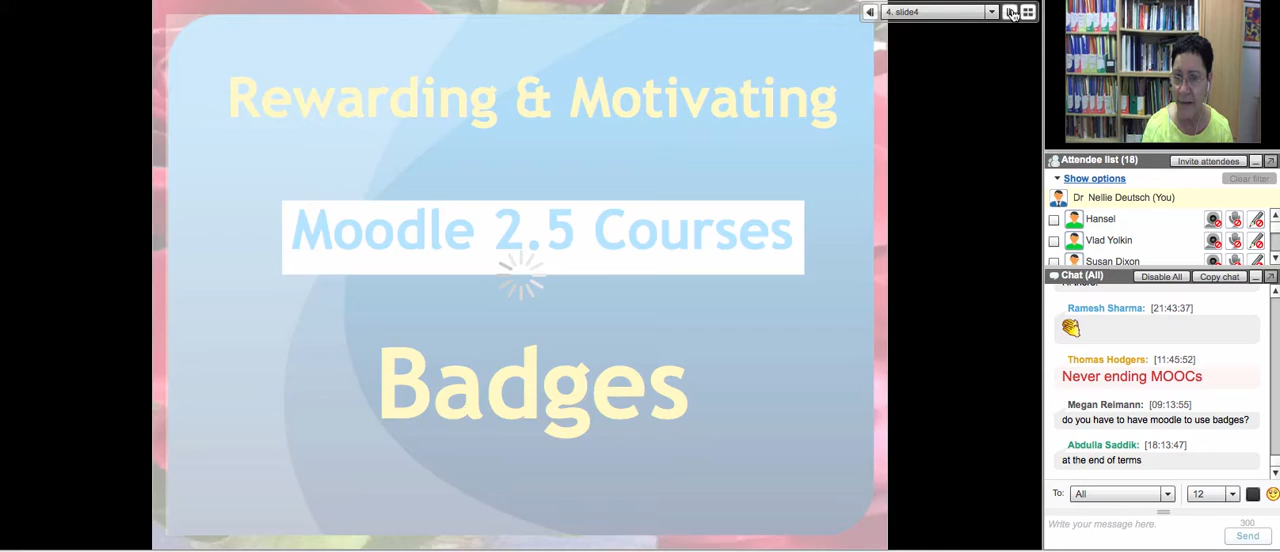 4. slide4
Rewarding & Motivating
Moodle 2.5 Courses
Badges
Attendee list (18)
Invite attendees
Show options
Clear filter
Dr Nellie Deutsch (You)
Hansel
Vlad Yolkin
Susan Dixon
Chat (All)
Disable All
Copy chat
Ramesh Sharma: [21:43:37]
Thomas Hodgers: [11:45:52]
Never ending MOOCs
Megan Reimann: [09:13:55]
do you have to have moodle to use badges?
Abdulla Saddik: [18:13:47]
at the end of terms
To:
All
12
Write your message here.
300
Send